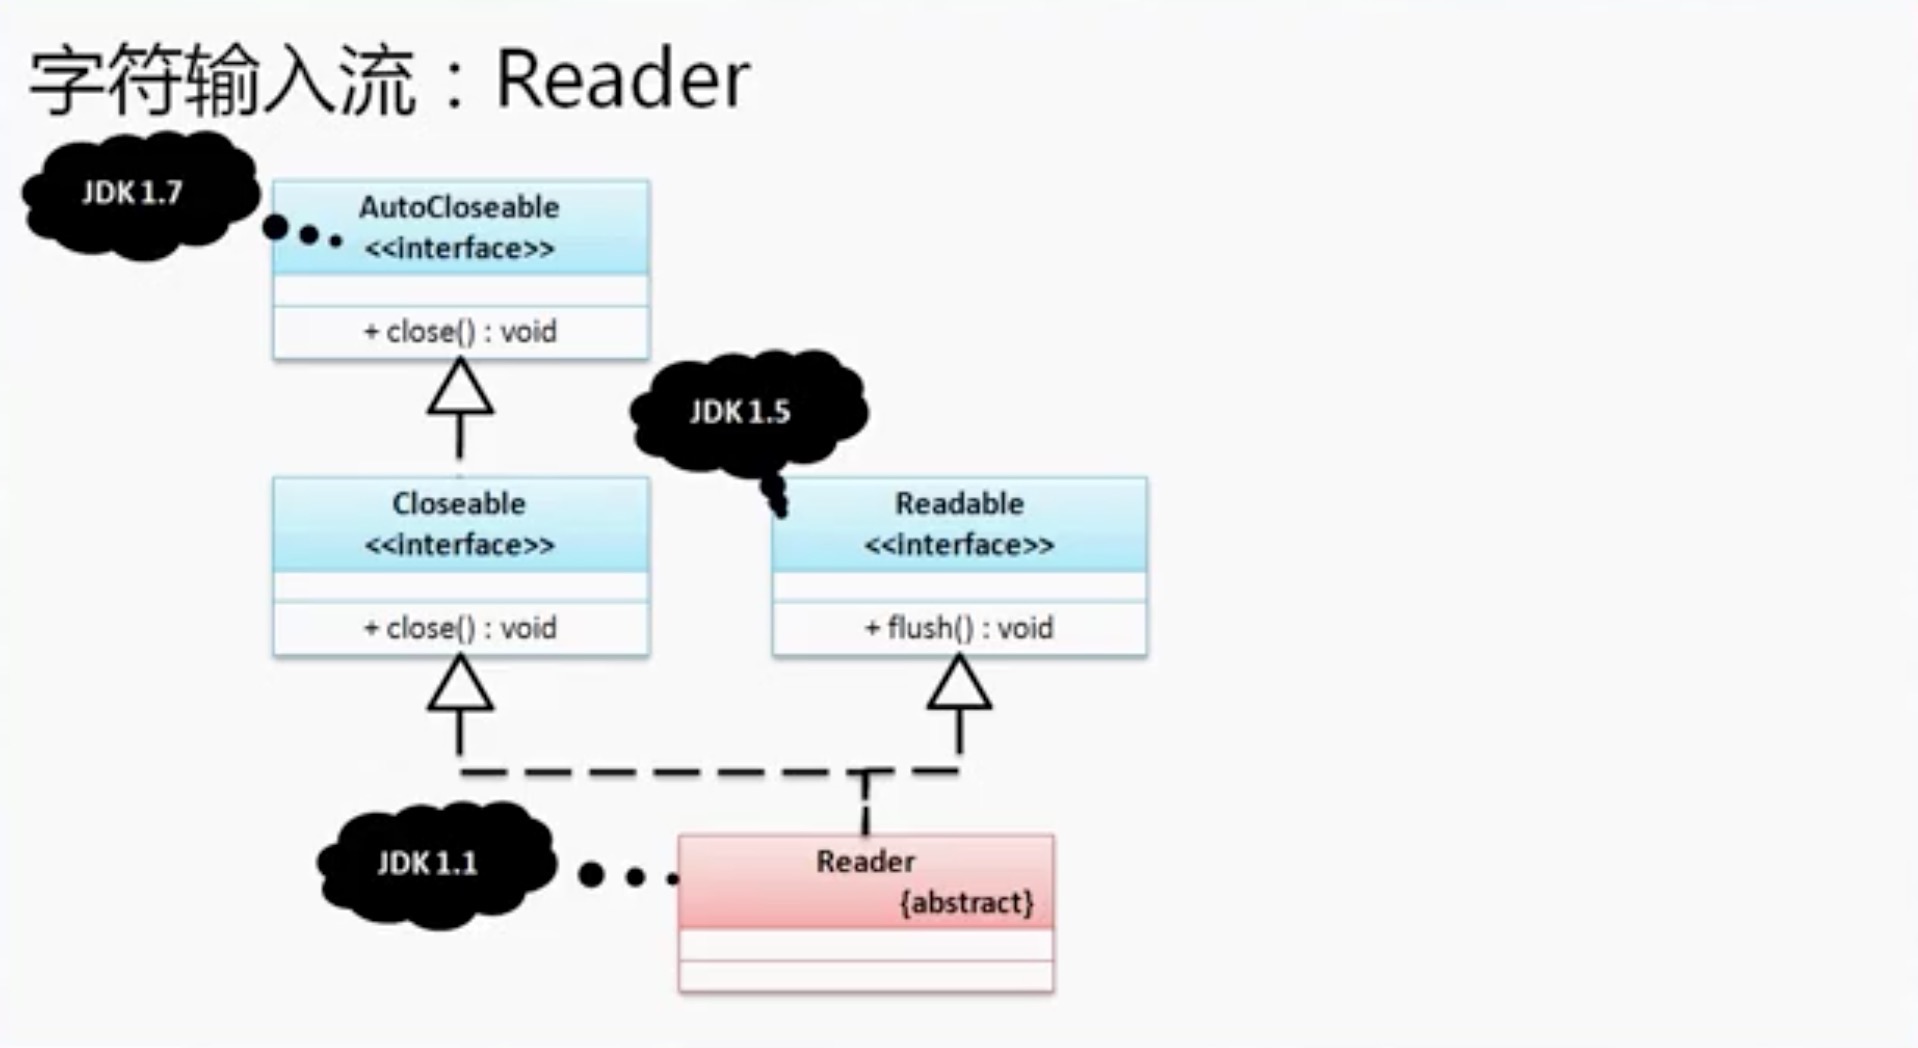 字符输入流：Reader
JDK 1.7
AutoCloseable
<<interface>>
+ close() : void
JDK 1.5
Closeable
<<interface>>
+ close() : void
Readable
<<interface>>
+ flush() : void
JDK 1.1
Reader
{abstract}